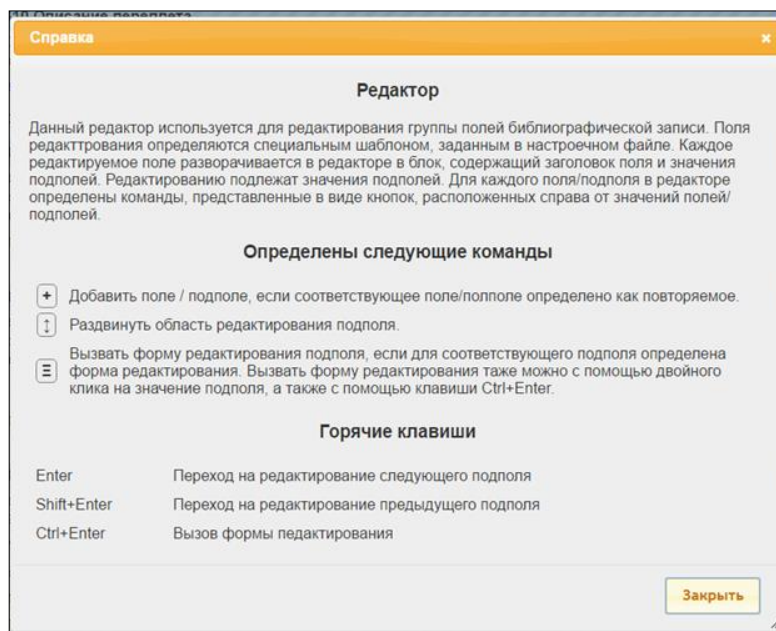 10 Описание переплета
Справка
Редактор
Данный редактор используется для редактирования группы полей библиографической записи. Поля
редакттрования определяются специальным шаблоном, заданным в настроечном файле. Каждое
редактируемое поле разворачивается в редакторе в блок, содержащий заголовок поля и значения
подполей. Редактированию подлежат значения подполей. Для каждого поля/подполя в редакторе
определены команды, представленные в виде кнопок, расположенных справа от значений полей/
подполей.
Определены следующие команды
+ Добавить поле / подполе, если соответствующее поле/полполе определено как повторяемое.
↕ Раздвинуть область редактирования подполя.
Вызвать форму редактирования подполя, если для соответствующего подполя определена
Ξ форма редактирования. Вызвать форму редактирования таже можно с помощью двойного
клика на значение подполя, а также с помощью клавиши Ctrl+Enter.
Горячие клавиши
Enter Переход на редактирование следующего подполя
Shift+Enter Переход на редактирование предыдущего подполя
Ctrl+Enter Вызов формы педактирования
Закрыть